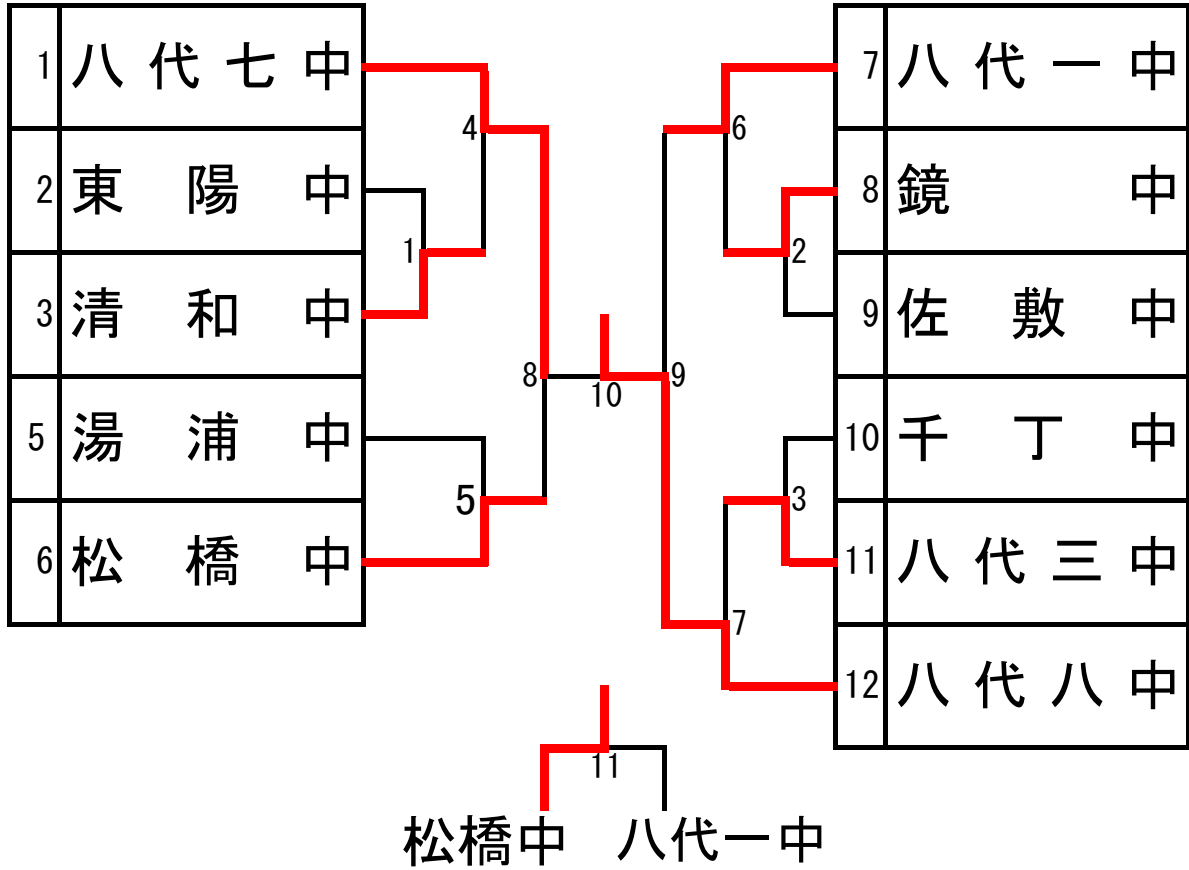 1 八代七中
2 東陽中
3 清和中
5 湯浦中
6 松橋中
4
1
8
5
10
7 八代一中
8 鏡中
9 佐敷中
10 千丁中
11 八代三中
12 八代八中
6
2
9
3
7
11
松橋中 八代一中